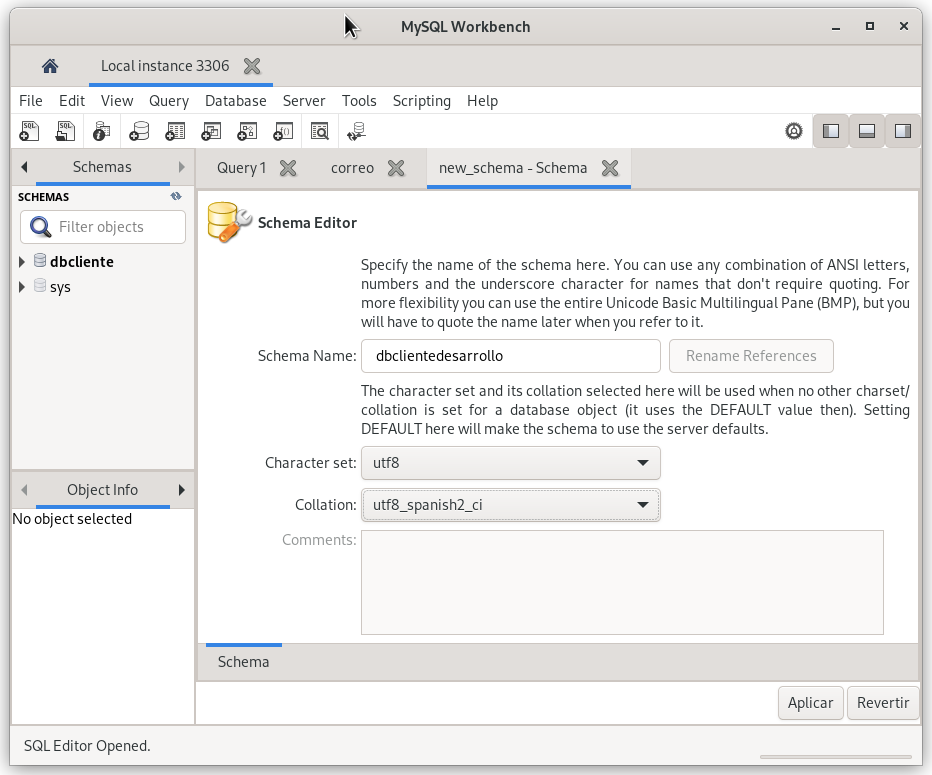 MySQL Workbench
Local instance 3306
File Edit View Query Database Server Tools Scripting Help
Schemas
Query 1 correo new_schema - Schema
SCHEMAS
Filter objects
dbcliente
sys
Schema Editor
Specify the name of the schema here. You can use any combination of ANSI letters,
numbers and the underscore character for names that don't require quoting. For
more flexibility you can use the entire Unicode Basic Multilingual Pane (BMP), but you
will have to quote the name later when you refer to it.
Schema Name: dbclientedesarrollo Rename References
The character set and its collation selected here will be used when no other charset/
collation is set for a database object (it uses the DEFAULT value then). Setting
DEFAULT here will make the schema to use the server defaults.
Character set: utf8
Collation: utf8_spanish2_ci
Comments:
Object Info
No object selected
Schema
Aplicar Revertir
SQL Editor Opened.